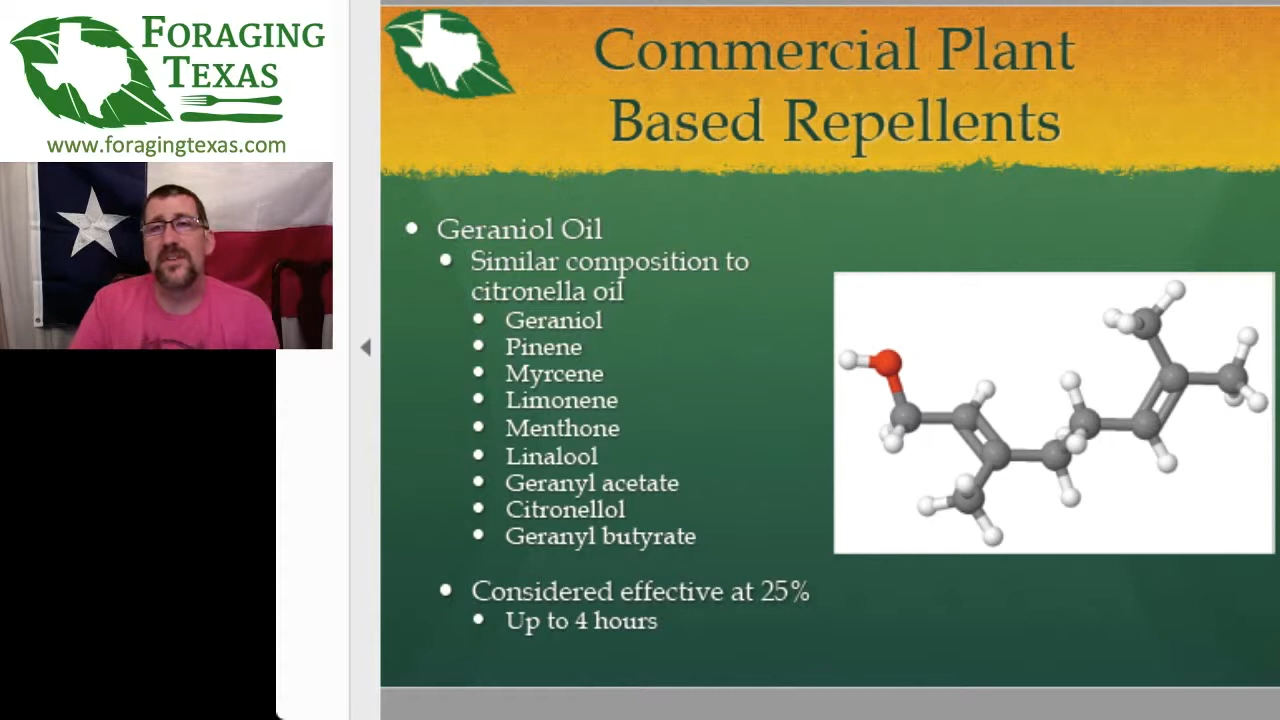 FORAGING
TEXAS
www.foragingtexas.com
Commercial Plant
Based Repellents
• Geraniol Oil
• Similar composition to
citronella oil
• Geraniol
• Pinene
• Myrcene
• Limonene
• Menthone
• Linalool
• Geranyl acetate
• Citronellol
• Geranyl butyrate
• Considered effective at 25%
• Up to 4 hours